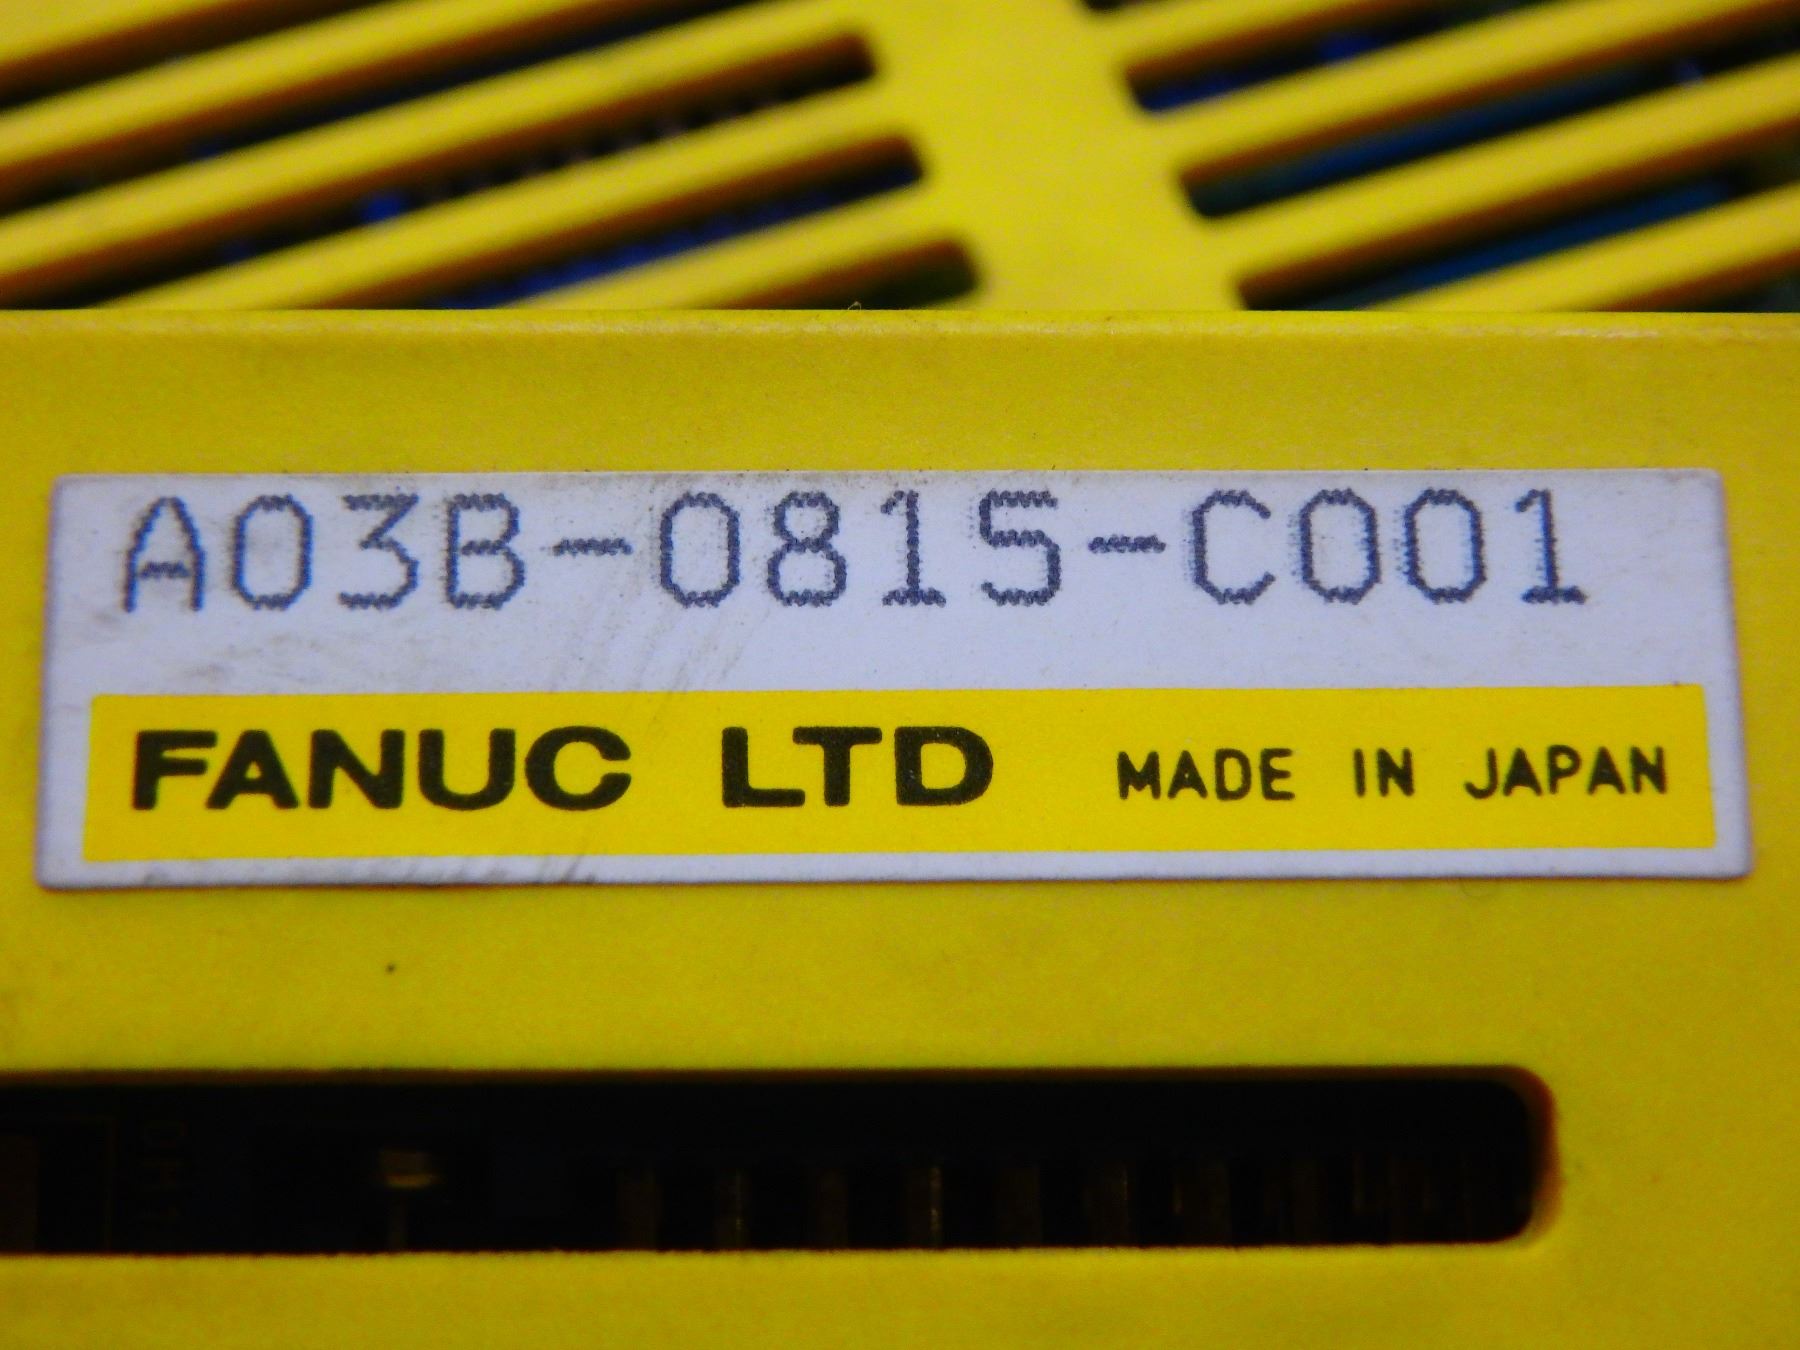 A03B-0815-C001
FANUC LTD MADE IN JAPAN